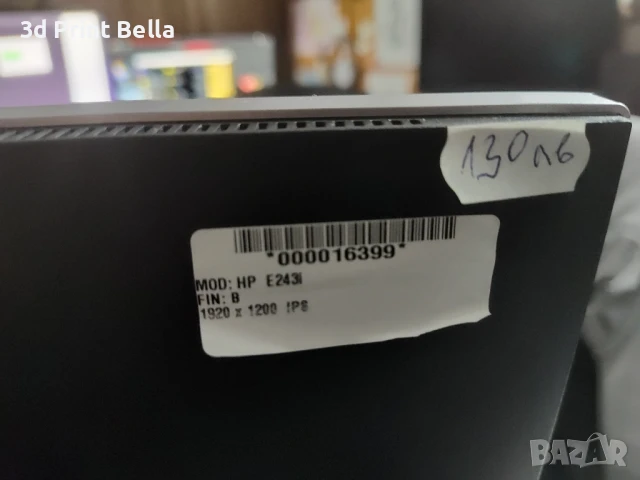 3d Print Bella
130лв
*000016399*
MOD: HP E243i
FIN: B
1920 x 1200 IPS
BAZAR